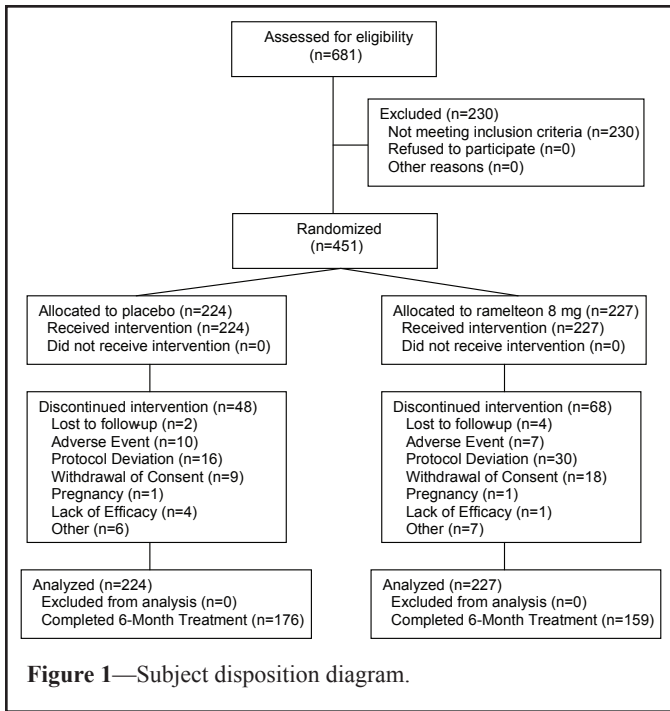 Assessed for eligibility
(n=681)
Excluded (n=230)
Not meeting inclusion criteria (n=230)
Refused to participate (n=0)
Other reasons (n=0)
Randomized
(n=451)
Allocated to placebo (n=224)
Received intervention (n=224)
Did not receive intervention (n=0)
Allocated to ramelteon 8 mg (n=227)
Received intervention (n=227)
Did not receive intervention (n=0)
Discontinued intervention (n=48)
Lost to follow-up (n=2)
Adverse Event (n=10)
Protocol Deviation (n=16)
Withdrawal of Consent (n=9)
Pregnancy (n=1)
Lack of Efficacy (n=4)
Other (n=6)
Discontinued intervention (n=68)
Lost to follow-up (n=4)
Adverse Event (n=7)
Protocol Deviation (n=30)
Withdrawal of Consent (n=18)
Pregnancy (n=1)
Lack of Efficacy (n=1)
Other (n=7)
Analyzed (n=224)
Excluded from analysis (n=0)
Completed 6-Month Treatment (n=176)
Analyzed (n=227)
Excluded from analysis (n=0)
Completed 6-Month Treatment (n=159)
Figure 1—Subject disposition diagram.